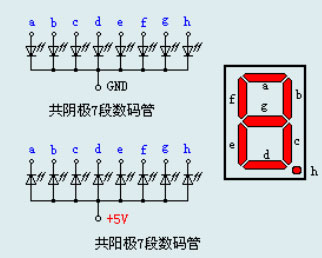 a b c d e f g h
GND
共阴极7段数码管
a b c d e f g h
+5V
共阳极7段数码管
a
f b
g
e c
d
h